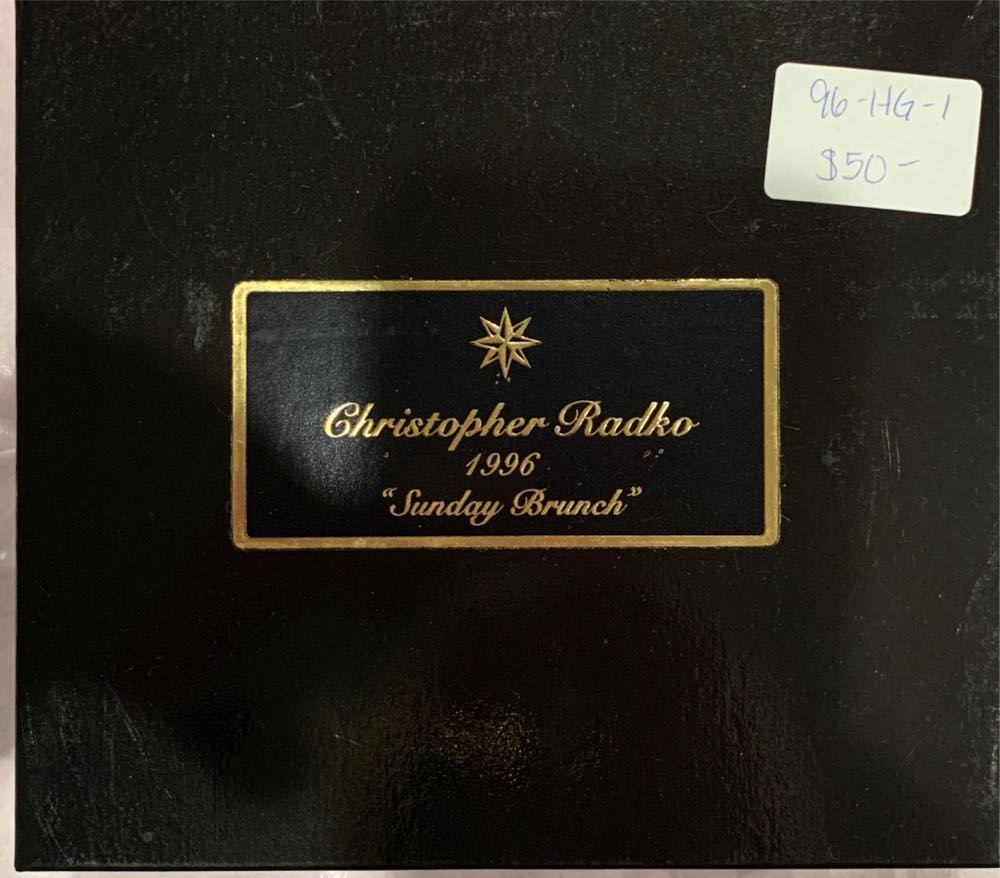 96-HG-1
$50-
Christopher Radko
1996
"Sunday Brunch"